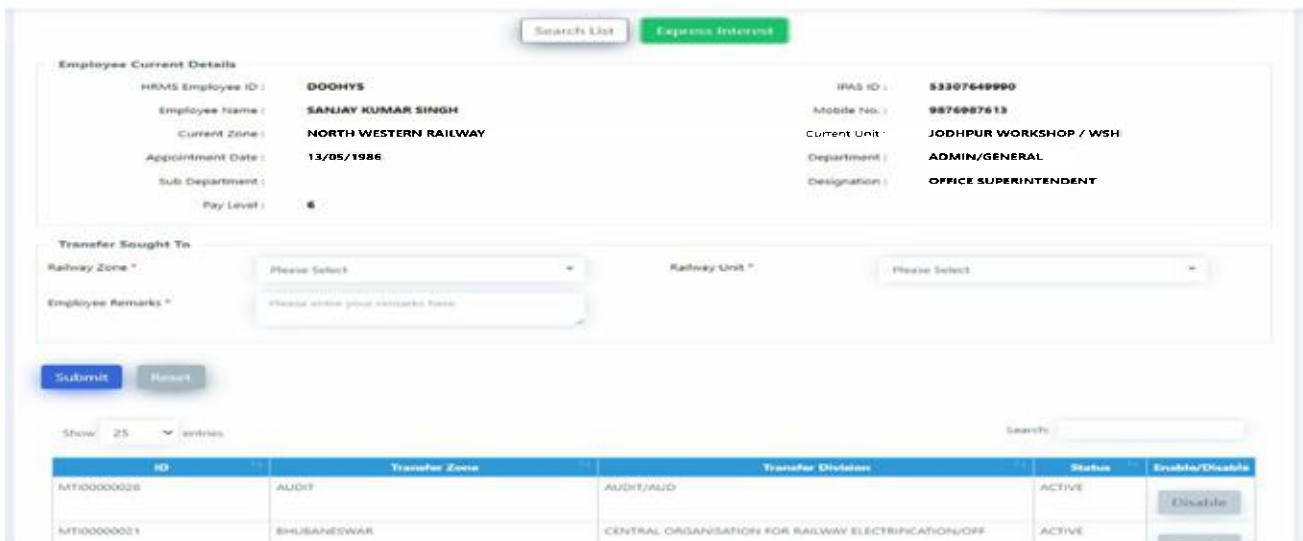 Search List Express Interest
Employee Current Details
HRMS Employee ID : DOOHYS IPAS ID : 53307649990
Employee Name : SANJAY KUMAR SINGH Mobile No. : 9876987613
Current Zone : NORTH WESTERN RAILWAY Current Unit : JODHPUR WORKSHOP / WSH
Appointment Date : 13/05/1986 Department : ADMIN/GENERAL
Sub Department : Designation : OFFICE SUPERINTENDENT
Pay Level : 6
Transfer Sought To
Railway Zone * Please Select Railway Unit * Please Select
Employee Remarks * Please enter your remarks here
Submit Reset
Show 25 entries Search:
ID Transfer Zone Transfer Division Status Enable/Disable
MTI00000026 AUDIT AUDIT/AUD ACTIVE Disable
MTI00000021 BHUBANESWAR CENTRAL ORGANISATION FOR RAILWAY ELECTRIFICATION/OFF ACTIVE